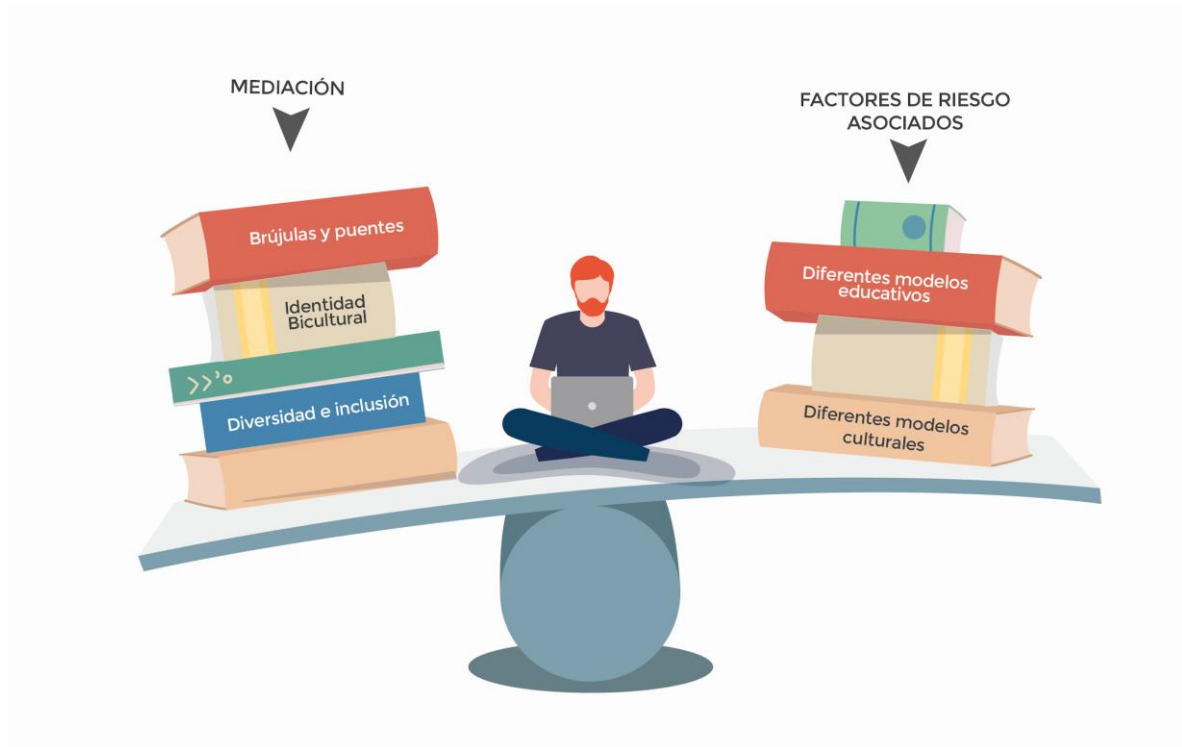 MEDIACIÓN
Brújulas y puentes
Identidad
Bicultural
Diversidad e inclusión
FACTORES DE RIESGO
ASOCIADOS
Diferentes modelos
educativos
Diferentes modelos
culturales